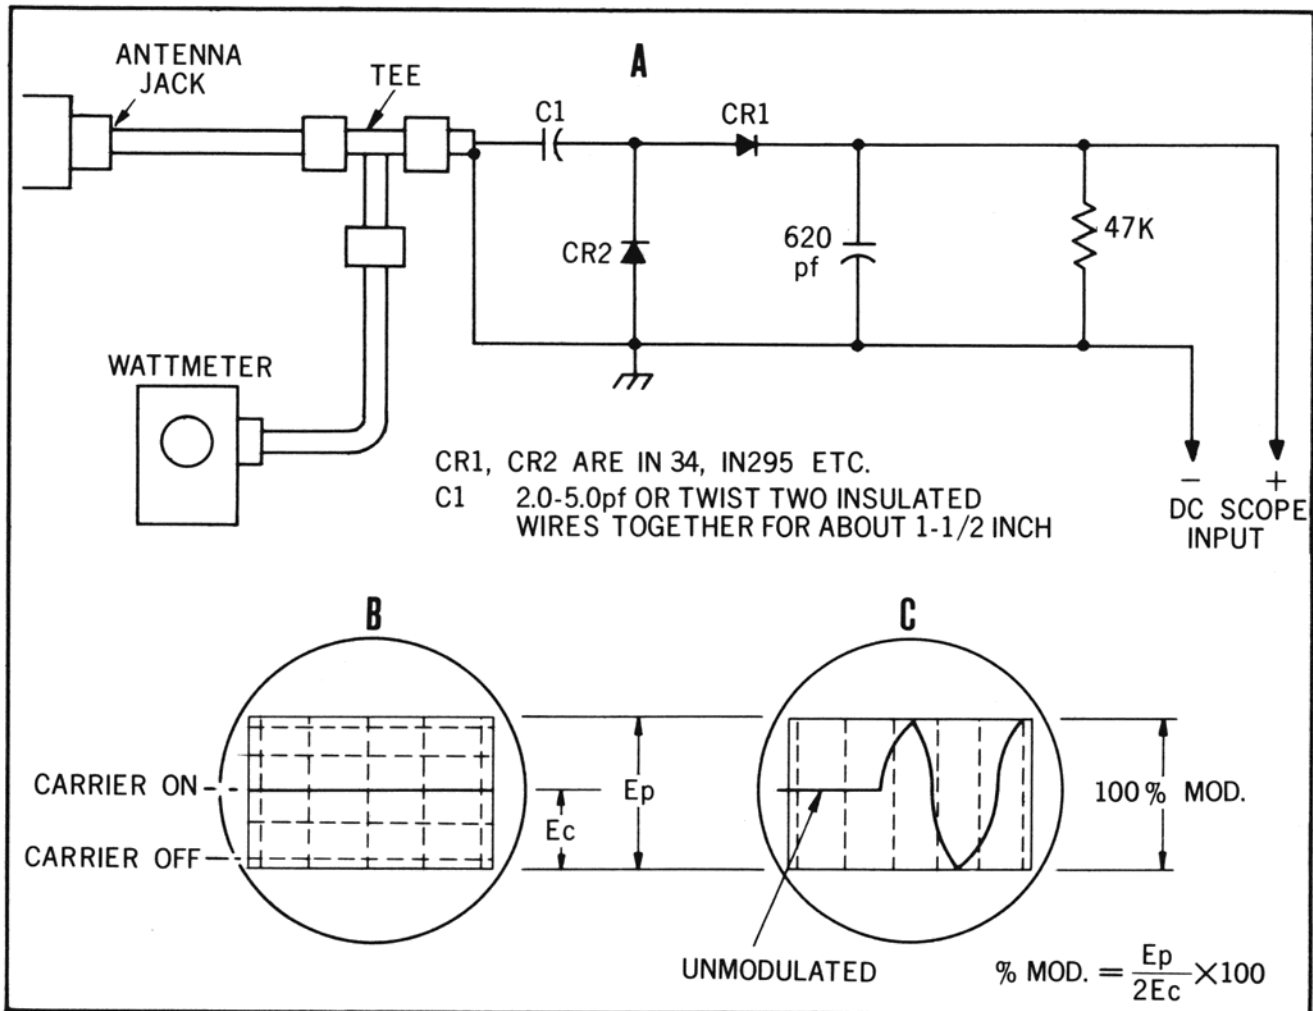 A
ANTENNA
JACK
TEE
C1
CR1
CR2
620
pf
47K
WATTMETER
CR1, CR2 ARE IN 34, IN295 ETC.
C1 2.0-5.0pf OR TWIST TWO INSULATED
WIRES TOGETHER FOR ABOUT 1-1/2 INCH
- +
DC SCOPE
INPUT
B
CARRIER ON
CARRIER OFF
Ec
Ep
C
100% MOD.
UNMODULATED
% MOD. = Ep/2Ec ×100